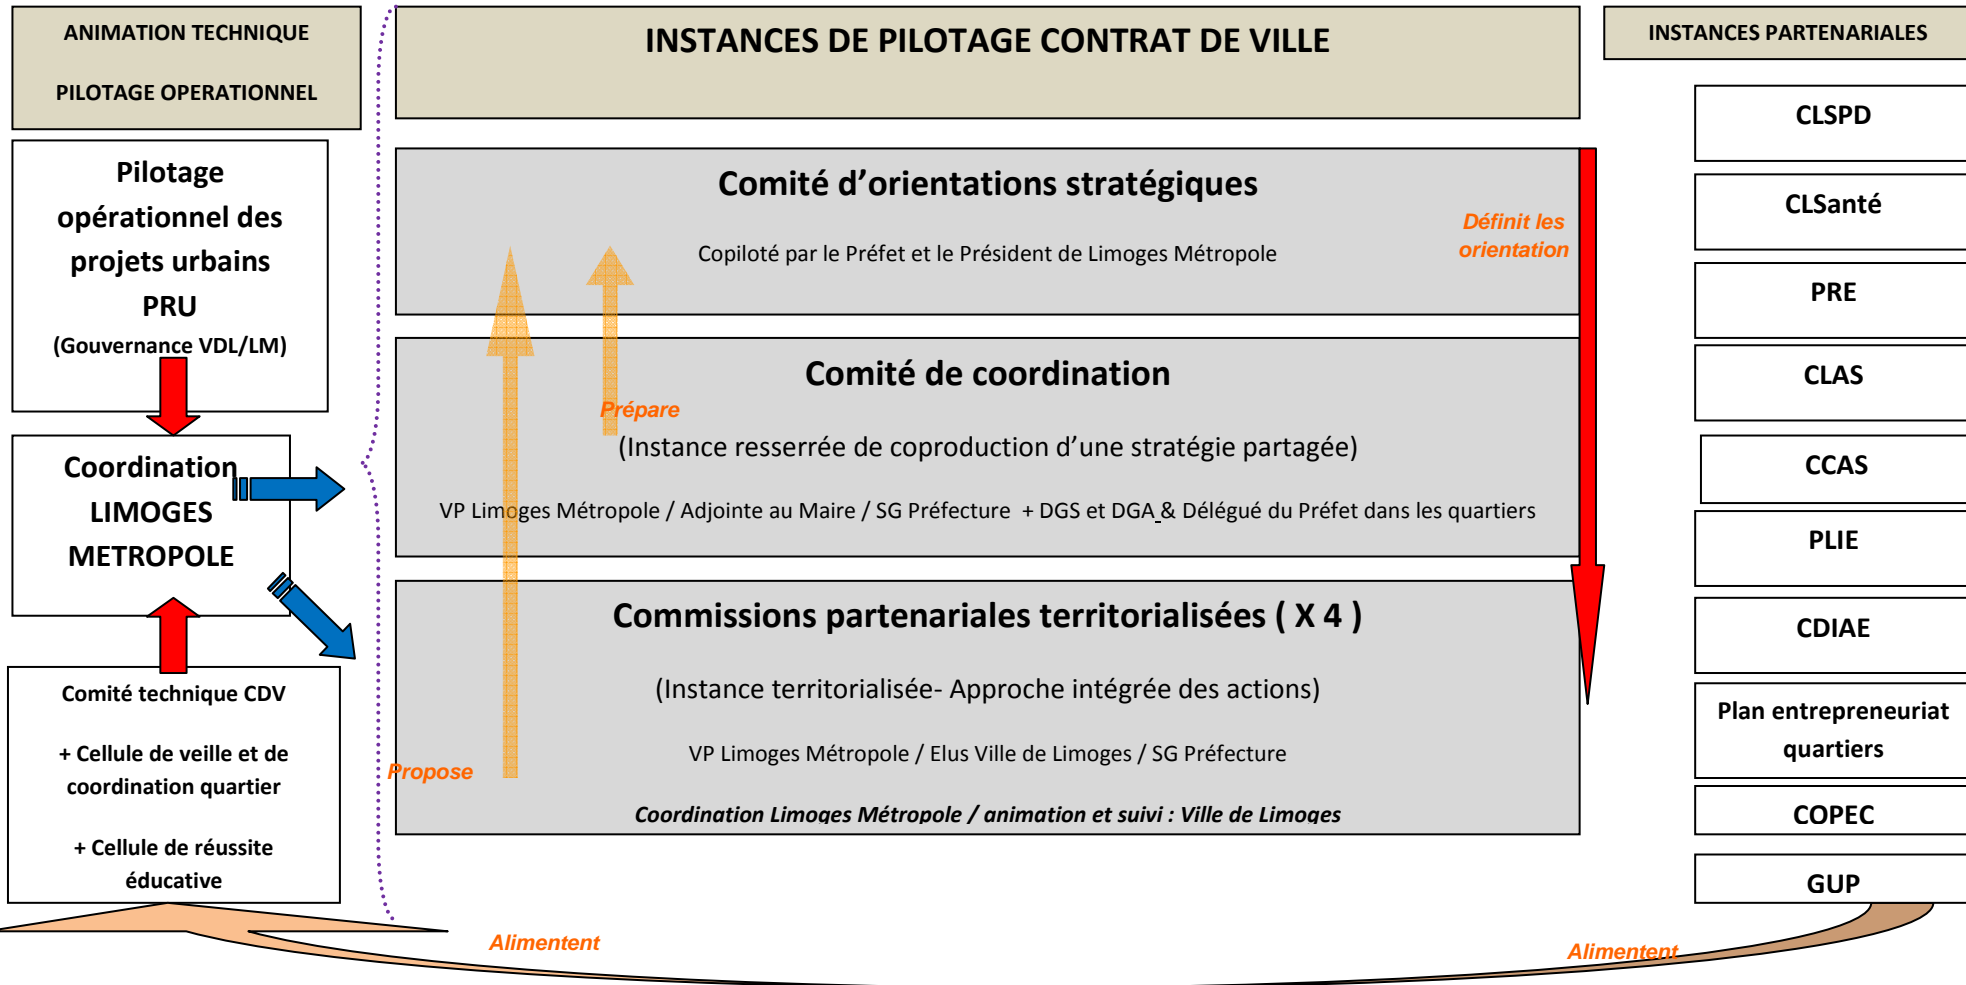 ANIMATION TECHNIQUE
PILOTAGE OPERATIONNEL
Pilotage
opérationnel des
projets urbains
PRU
(Gouvernance VDL/LM)
Coordination
LIMOGES
METROPOLE
Comité technique CDV
+ Cellule de veille et de
coordination quartier
+ Cellule de réussite
éducative
INSTANCES DE PILOTAGE CONTRAT DE VILLE
Comité d’orientations stratégiques
Copiloté par le Préfet et le Président de Limoges Métropole
Définit les
orientation
Comité de coordination
Prépare
(Instance resserrée de coproduction d’une stratégie partagée)
VP Limoges Métropole / Adjointe au Maire / SG Préfecture + DGS et DGA & Délégué du Préfet dans les quartiers
Commissions partenariales territorialisées ( X 4 )
(Instance territorialisée- Approche intégrée des actions)
VP Limoges Métropole / Elus Ville de Limoges / SG Préfecture
Propose
Coordination Limoges Métropole / animation et suivi : Ville de Limoges
INSTANCES PARTENARIALES
CLSPD
CLSanté
PRE
CLAS
CCAS
PLIE
CDIAE
Plan entrepreneuriat
quartiers
COPEC
GUP
Alimentent
Alimentent